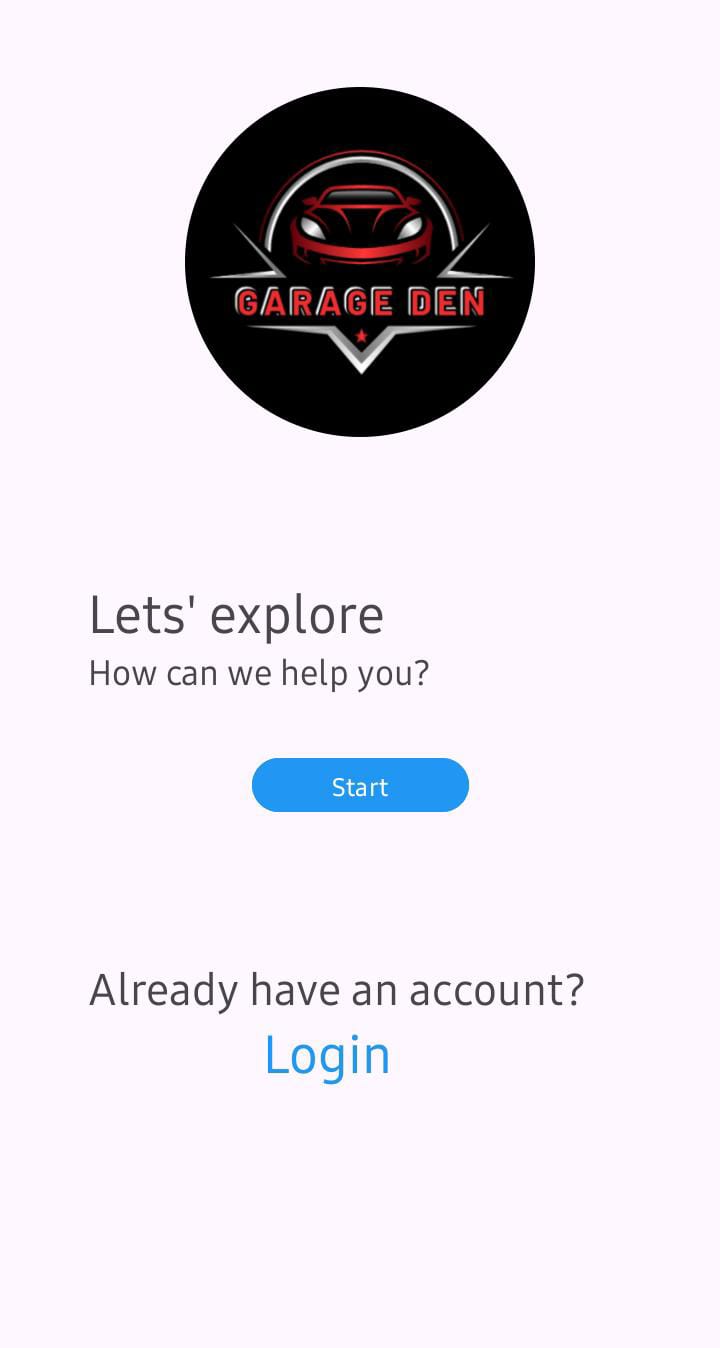 GARAGE DEN
Lets' explore
How can we help you?
Start
Already have an account?
Login